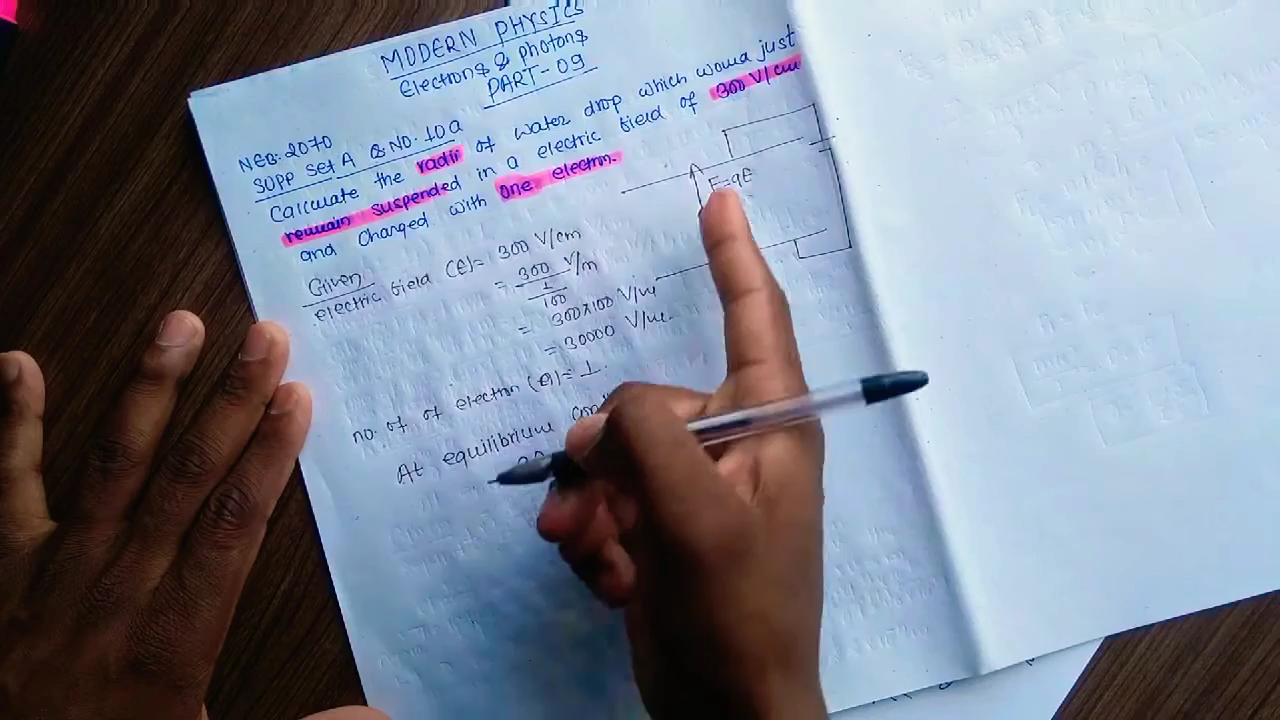 MODERN PHYSICS
Electrons & photons
PART-09
NEB-2070
SUPP Set A Q.No. 10a
Calculate the radii of water drop which would just
remain suspended in a electric field of 300 V/cm
and charged with one electron.
F=qE
Given
electric field (E) = 300 V/cm
= 300 V/m
1
100
= 300x100 V/m
= 30000 V/m.
no. of of electron (n) = 1.
At equilibrium